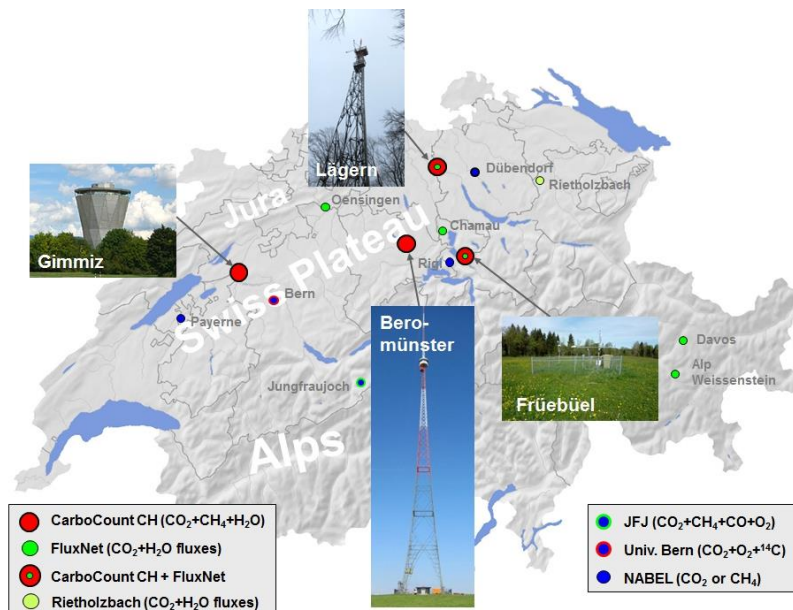 Lägern
Dübendorf
Rietholzbach
Jura
Oensingen
Swiss Plateau
Chamau
Gimmiz
Rigi
Bern
Payerne
Bero-
münster
Davos
Alp
Weissenstein
Jungfraujoch
Früebüel
Alps
CarboCount CH (CO₂+CH₄+H₂O)
FluxNet (CO₂+H₂O fluxes)
CarboCount CH + FluxNet
Rietholzbach (CO₂+H₂O fluxes)
JFJ (CO₂+CH₄+CO+O₂)
Univ. Bern (CO₂+O₂+¹⁴C)
NABEL (CO₂ or CH₄)